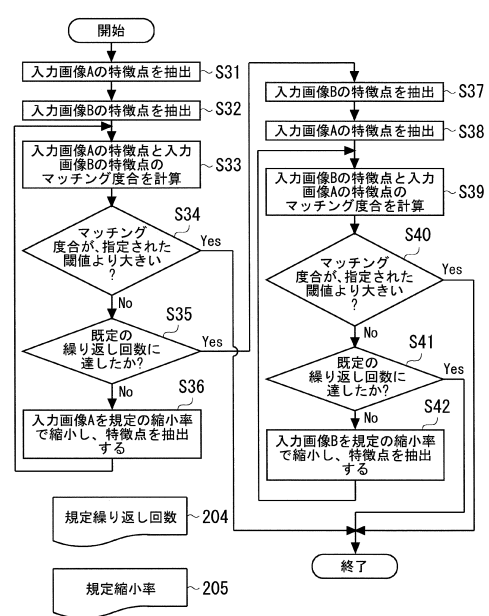 開始
入力画像Aの特徴点を抽出
S31
入力画像Bの特徴点を抽出
S32
入力画像Aの特徴点と入力
画像Bの特徴点の
マッチング度合を計算
S33
マッチング
度合が、指定された
閾値より大きい
?
S34
Yes
No
既定の
繰り返し回数に
達したか?
S35
Yes
No
入力画像Aを規定の縮小率
で縮小し、特徴点を抽出
する
S36
規定繰り返し回数
204
規定縮小率
205
入力画像Bの特徴点を抽出
S37
入力画像Aの特徴点を抽出
S38
入力画像Bの特徴点と入力
画像Aの特徴点の
マッチング度合を計算
S39
マッチング
度合が、指定された
閾値より大きい
?
S40
Yes
No
既定の
繰り返し回数に
達したか?
S41
Yes
No
入力画像Bを規定の縮小率
で縮小し、特徴点を抽出
する
S42
終了